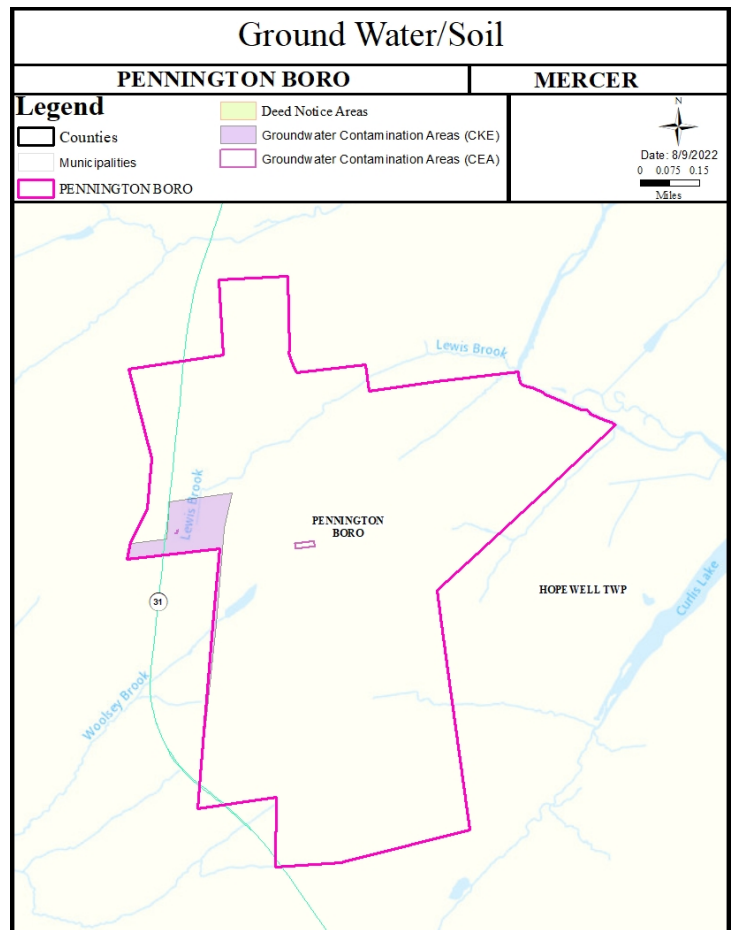 Ground Water/Soil
PENNINGTON BORO
MERCER
Legend
Counties
Municipalities
PENNINGTON BORO
Deed Notice Areas
Groundwater Contamination Areas (CKE)
Groundwater Contamination Areas (CEA)
N
Date: 8/9/2022
0 0.075 0.15
Miles
Lewis Brook
Lewis Brook
PENNINGTON
BORO
HOPEWELL TWP
Curlis Lake
31
Woolsey Brook